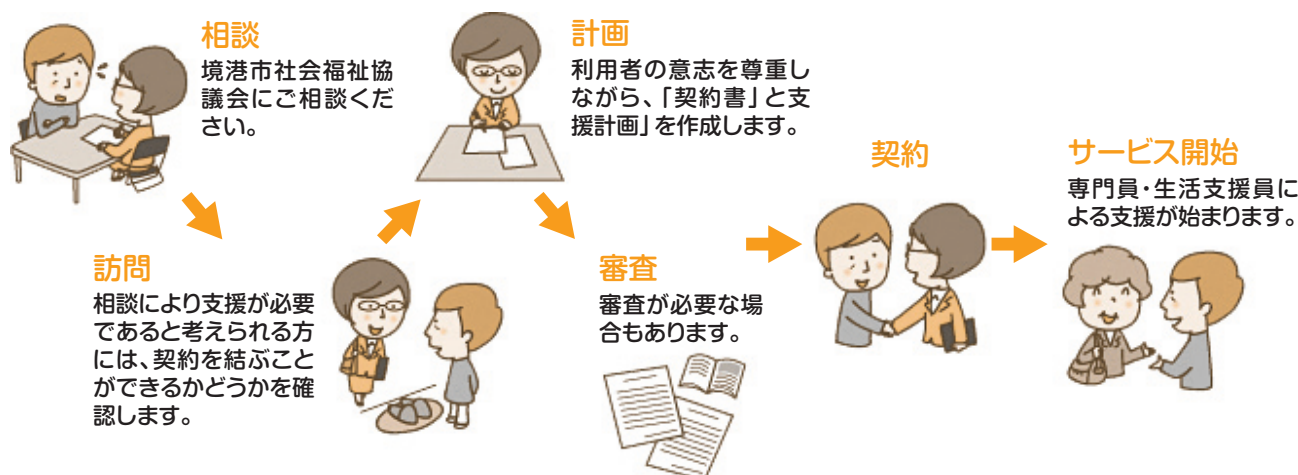 相談
境港市社会福祉協
議会にご相談くだ
さい。
訪問
相談により支援が必要
であると考えられる方
には、契約を結ぶこと
ができるかどうかを確
認します。
計画
利用者の意志を尊重し
ながら、「契約書」と支
援計画」を作成します。
審査
審査が必要な場
合もあります。
契約
サービス開始
専門員・生活支援員に
よる支援が始まります。